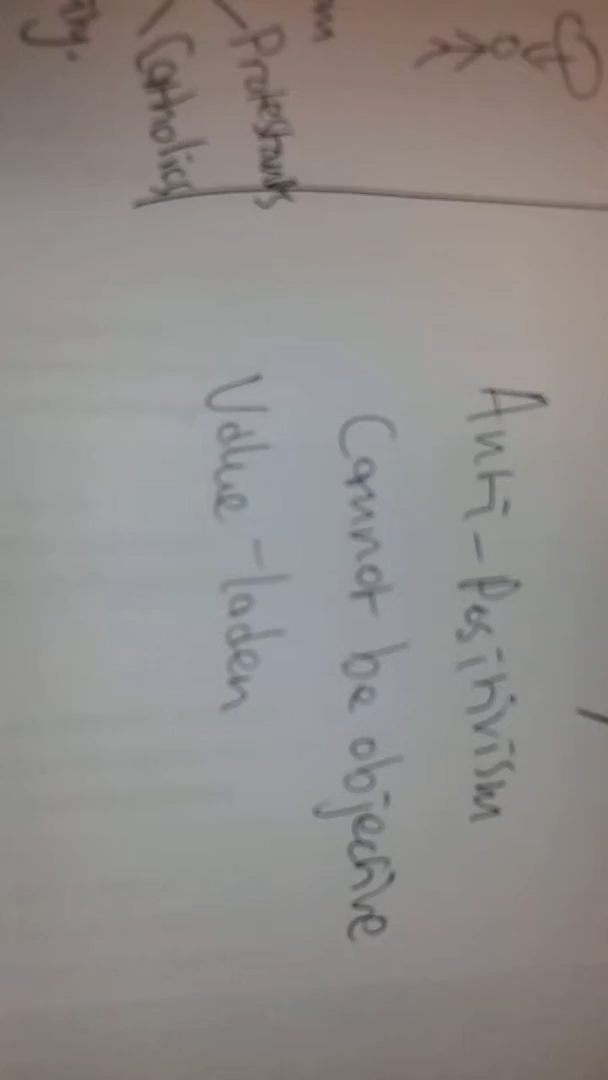 Protestants
Catholics
Anti-Positivism
Cannot be objective
Value-laden